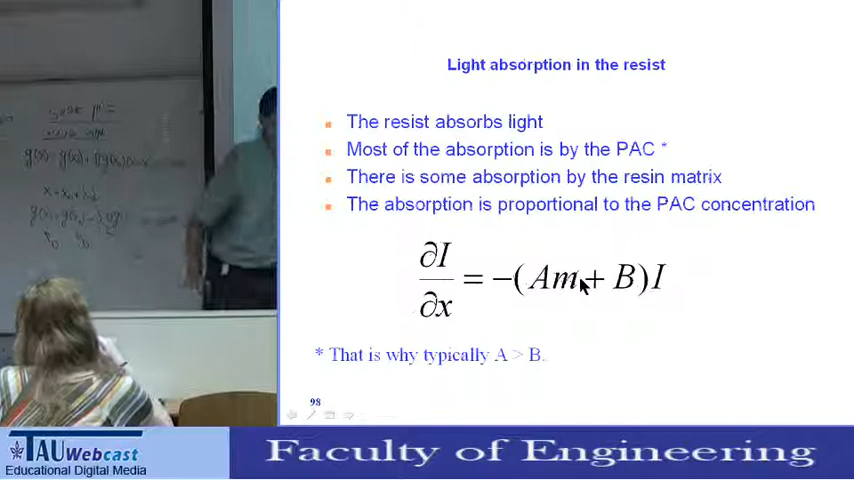 Light absorption in the resist
The resist absorbs light
Most of the absorption is by the PAC *
There is some absorption by the resin matrix
The absorption is proportional to the PAC concentration
∂I/∂x = −(Am + B)I
* That is why typically A > B.
98
TAU Webcast
Educational Digital Media
Faculty of Engineering